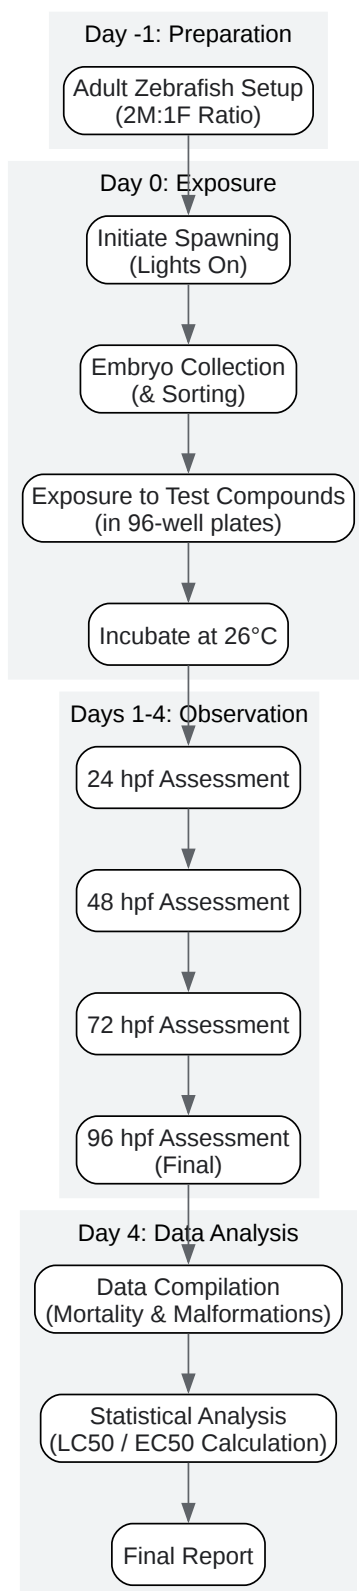 Day -1: Preparation
Adult Zebrafish Setup
(2M:1F Ratio)
Day 0: Exposure
Initiate Spawning
(Lights On)
Embryo Collection
(& Sorting)
Exposure to Test Compounds
(in 96-well plates)
Incubate at 26°C
Days 1-4: Observation
24 hpf Assessment
48 hpf Assessment
72 hpf Assessment
96 hpf Assessment
(Final)
Day 4: Data Analysis
Data Compilation
(Mortality & Malformations)
Statistical Analysis
(LC50 / EC50 Calculation)
Final Report